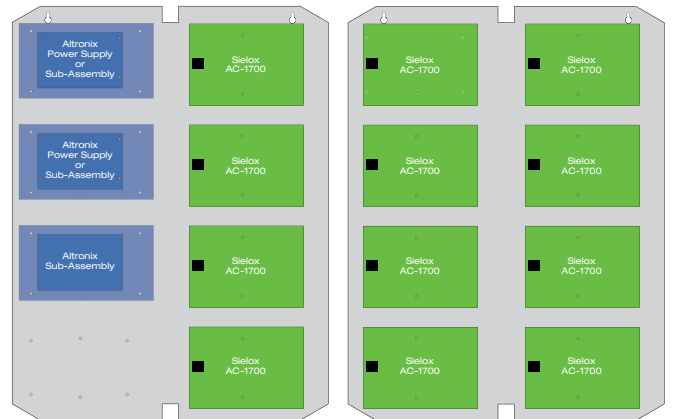 Altronix
Power Supply
or
Sub-Assembly
Sielox
AC-1700
Sielox
AC-1700
Sielox
AC-1700
Altronix
Power Supply
or
Sub-Assembly
Sielox
AC-1700
Sielox
AC-1700
Sielox
AC-1700
Altronix
Sub-Assembly
Sielox
AC-1700
Sielox
AC-1700
Sielox
AC-1700
Sielox
AC-1700
Sielox
AC-1700
Sielox
AC-1700